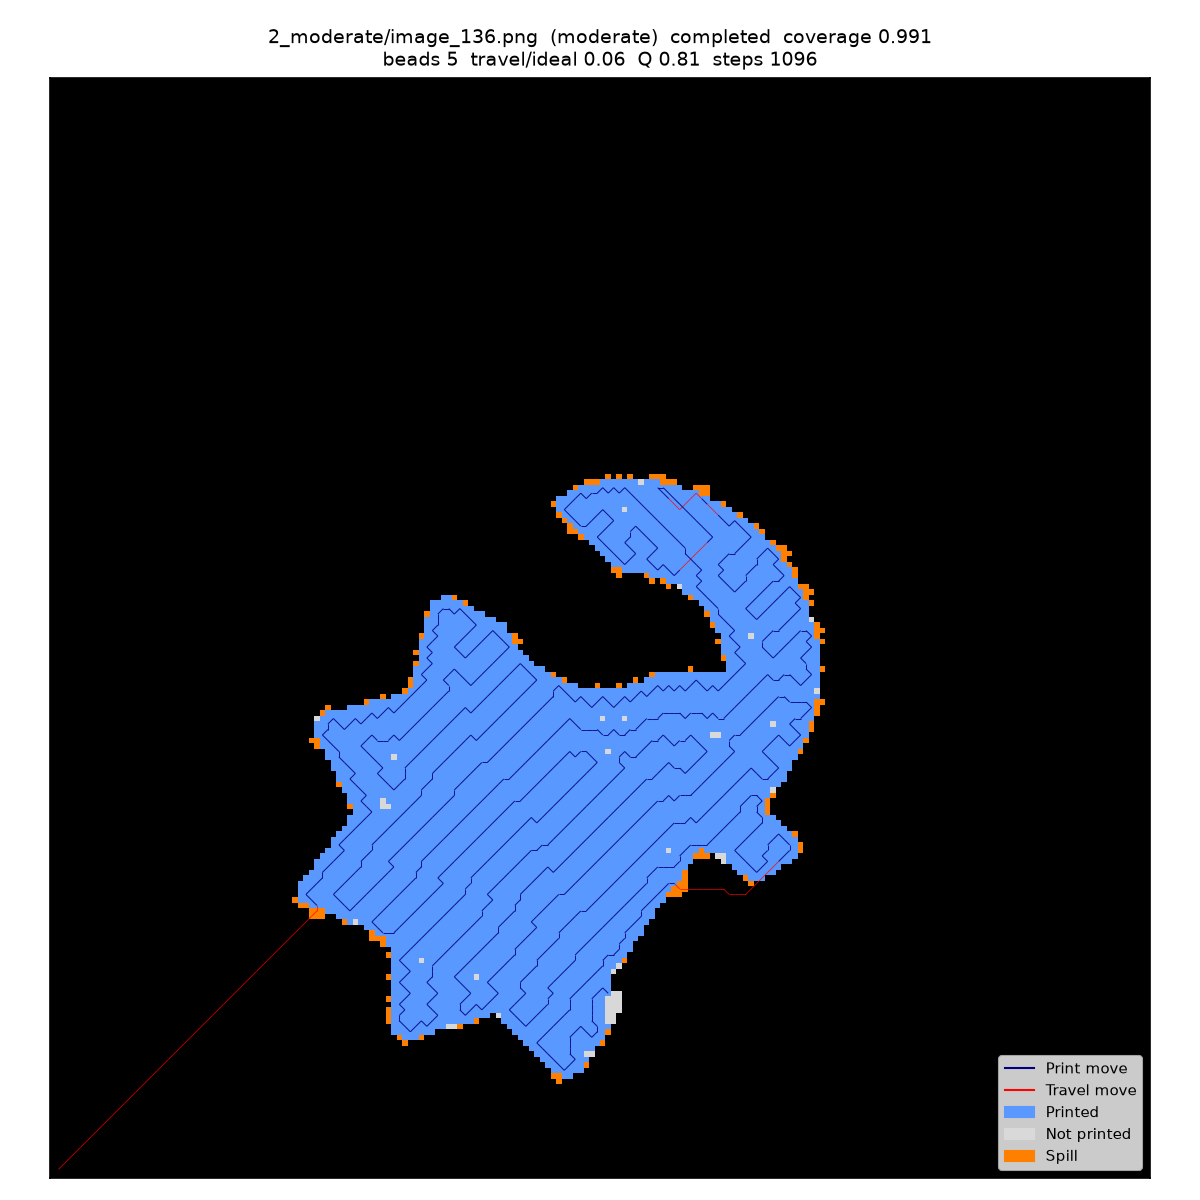 2_moderate/image_136.png  (moderate)  completed  coverage 0.991
beads 5  travel/ideal 0.06  Q 0.81  steps 1096
Print move
Travel move
Printed
Not printed
Spill